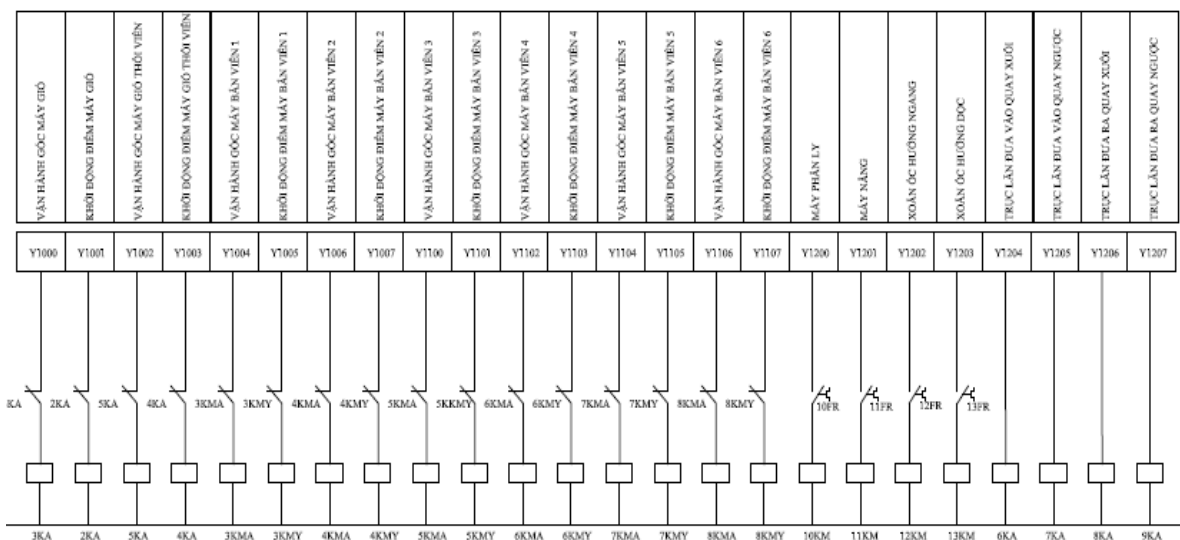 VẬN HÀNH GÓC MÁY GIÓ
KHỞI ĐỘNG ĐIỂM MÁY GIÓ
VẬN HÀNH GÓC MÁY GIÓ THỔI VIÊN
KHỞI ĐỘNG ĐIỂM MÁY GIÓ THỔI VIÊN
VẬN HÀNH GÓC MÁY BẮN VIÊN 1
KHỞI ĐỘNG ĐIỂM MÁY BẮN VIÊN 1
VẬN HÀNH GÓC MÁY BẮN VIÊN 2
KHỞI ĐỘNG ĐIỂM MÁY BẮN VIÊN 2
VẬN HÀNH GÓC MÁY BẮN VIÊN 3
KHỞI ĐỘNG ĐIỂM MÁY BẮN VIÊN 3
VẬN HÀNH GÓC MÁY BẮN VIÊN 4
KHỞI ĐỘNG ĐIỂM MÁY BẮN VIÊN 4
VẬN HÀNH GÓC MÁY BẮN VIÊN 5
KHỞI ĐỘNG ĐIỂM MÁY BẮN VIÊN 5
VẬN HÀNH GÓC MÁY BẮN VIÊN 6
KHỞI ĐỘNG ĐIỂM MÁY BẮN VIÊN 6
MÁY PHÂN LY
MÁY NÂNG
XOẮN ỐC HƯỚNG NGANG
XOẮN ỐC HƯỚNG DỌC
TRỤC LĂN ĐƯA VÀO QUAY XUÔI
TRỤC LĂN ĐƯA VÀO QUAY NGƯỢC
TRỤC LĂN ĐƯA RA QUAY XUÔI
TRỤC LĂN ĐƯA RA QUAY NGƯỢC
Y1000 Y1001 Y1002 Y1003 Y1004 Y1005 Y1006 Y1007 Y1100 Y1101 Y1102 Y1103 Y1104 Y1105 Y1106 Y1107 Y1200 Y1201 Y1202 Y1203 Y1204 Y1205 Y1206 Y1207
KA 2KA 5KA 4KA 3KMA 3KMY 4KMA 4KMY 5KMA 5KKMY 6KMA 6KMY 7KMA 7KMY 8KMA 8KMY 10FR 11FR 12FR 13FR
3KA 2KA 5KA 4KA 3KMA 3KMY 4KMA 4KMY 5KMA 5KMY 6KMA 6KMY 7KMA 7KMY 8KMA 8KMY 10KM 11KM 12KM 13KM 6KA 7KA 8KA 9KA